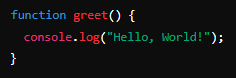 function greet() {
  console.log("Hello, World!");
}